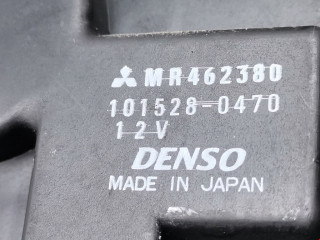 MR462380
101528-0470
12V
DENSO
MADE IN JAPAN